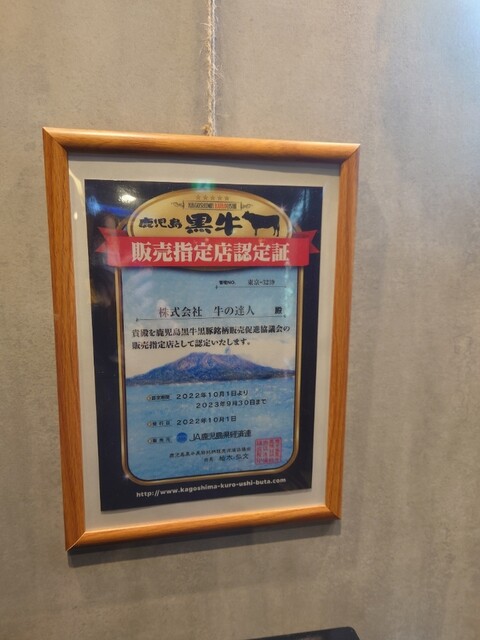 鹿児島 黒牛
販売指定店認定証
東京-1219
株式会社 牛の達人 殿
貴殿を鹿児島黒牛黒豚銘柄販売促進協議会の
販売指定店として認定いたします。
2022年10月1日より
2023年9月30日まで
2022年10月1日
JA鹿児島県経済連
http://www.kagoshima-kuro-ushi-buta.com